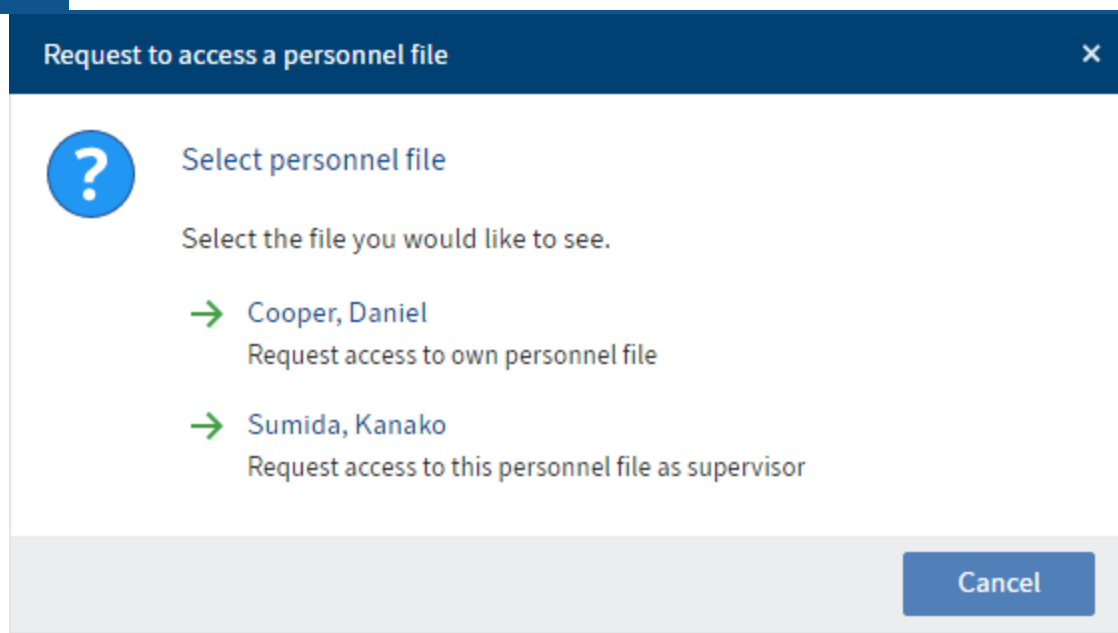 Request to access a personnel file ×
?
Select personnel file
Select the file you would like to see.
Cooper, Daniel
Request access to own personnel file
Sumida, Kanako
Request access to this personnel file as supervisor
Cancel